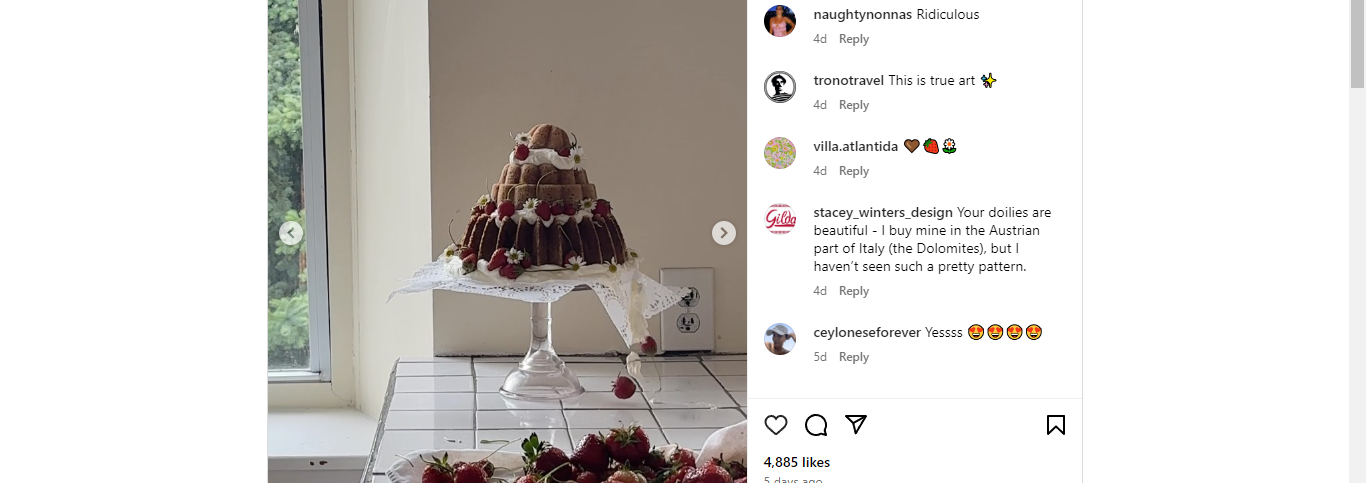 naughtynonnas Ridiculous
4d Reply
tronotravel This is true art ✨
4d Reply
villa.atlantida 🤎🍓🌼
4d Reply
Gilda
stacey_winters_design Your doilies are
beautiful - I buy mine in the Austrian
part of Italy (the Dolomites), but I
haven’t seen such a pretty pattern.
4d Reply
ceyloneseforever Yessss 😍😍😍😍
5d Reply
4,885 likes
5 days ago